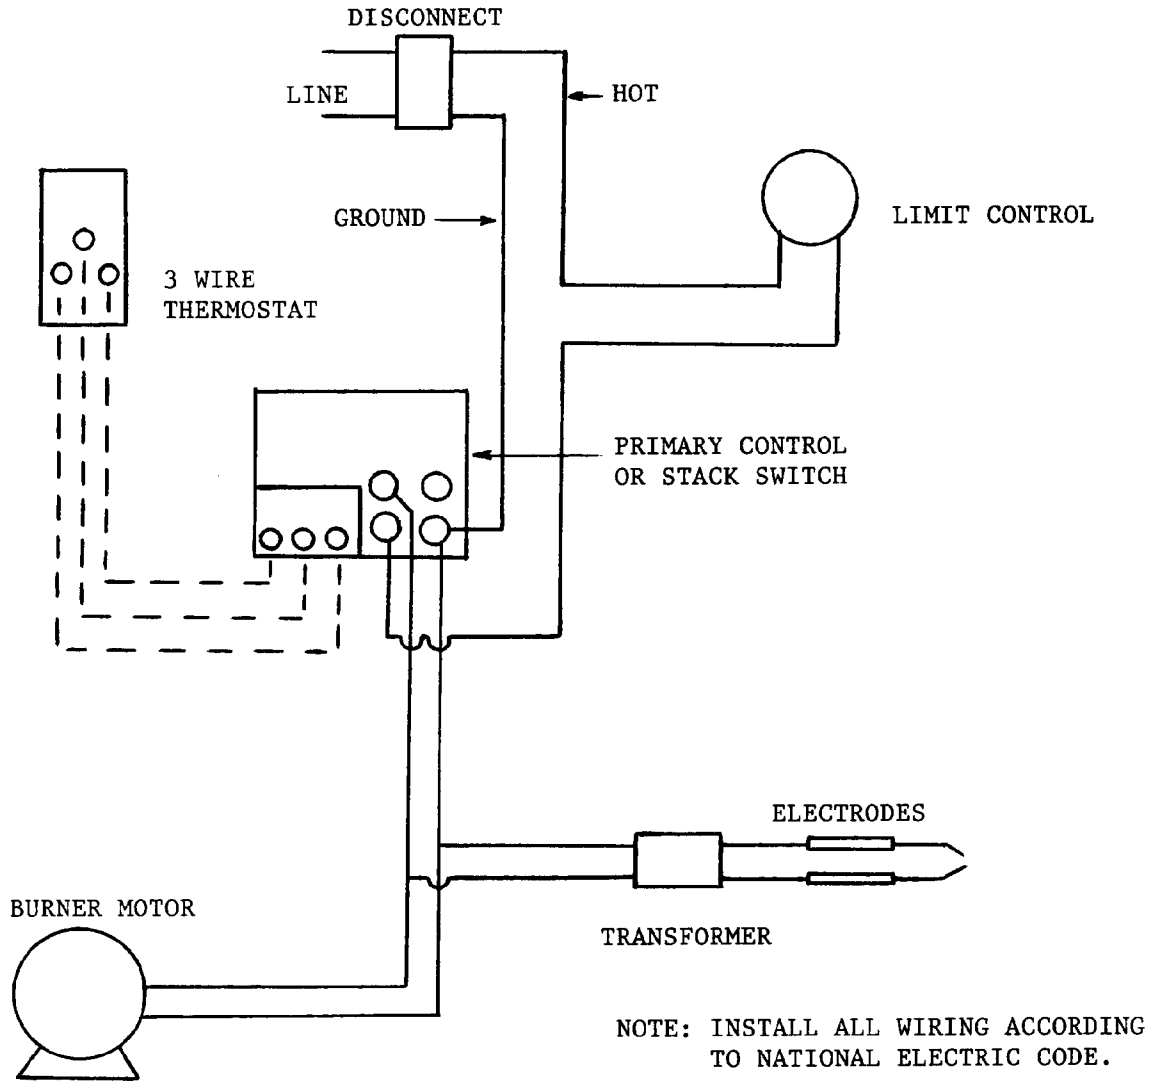 DISCONNECT
LINE
HOT
GROUND
LIMIT CONTROL
3 WIRE
THERMOSTAT
PRIMARY CONTROL
OR STACK SWITCH
ELECTRODES
BURNER MOTOR
TRANSFORMER
NOTE: INSTALL ALL WIRING ACCORDING
TO NATIONAL ELECTRIC CODE.